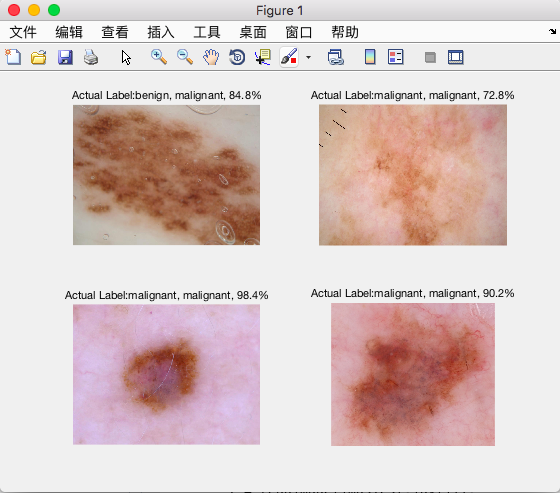 Figure 1
文件 编辑 查看 插入 工具 桌面 窗口 帮助
Actual Label:benign, malignant, 84.8%
Actual Label:malignant, malignant, 72.8%
Actual Label:malignant, malignant, 98.4%
Actual Label:malignant, malignant, 90.2%